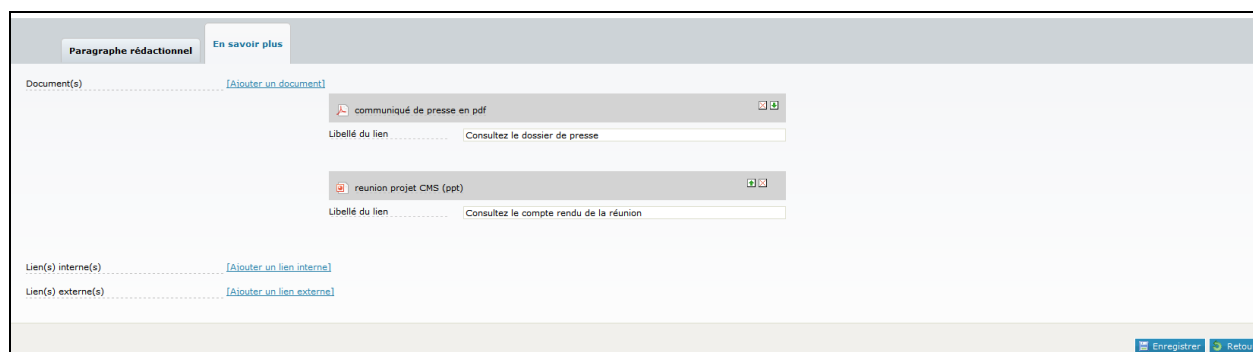 Paragraphe rédactionnel
En savoir plus
Document(s) [Ajouter un document]
communiqué de presse en pdf
Libellé du lien Consultez le dossier de presse
reunion projet CMS (ppt)
Libellé du lien Consultez le compte rendu de la réunion
Lien(s) interne(s) [Ajouter un lien interne]
Lien(s) externe(s) [Ajouter un lien externe]
Enregistrer Retou